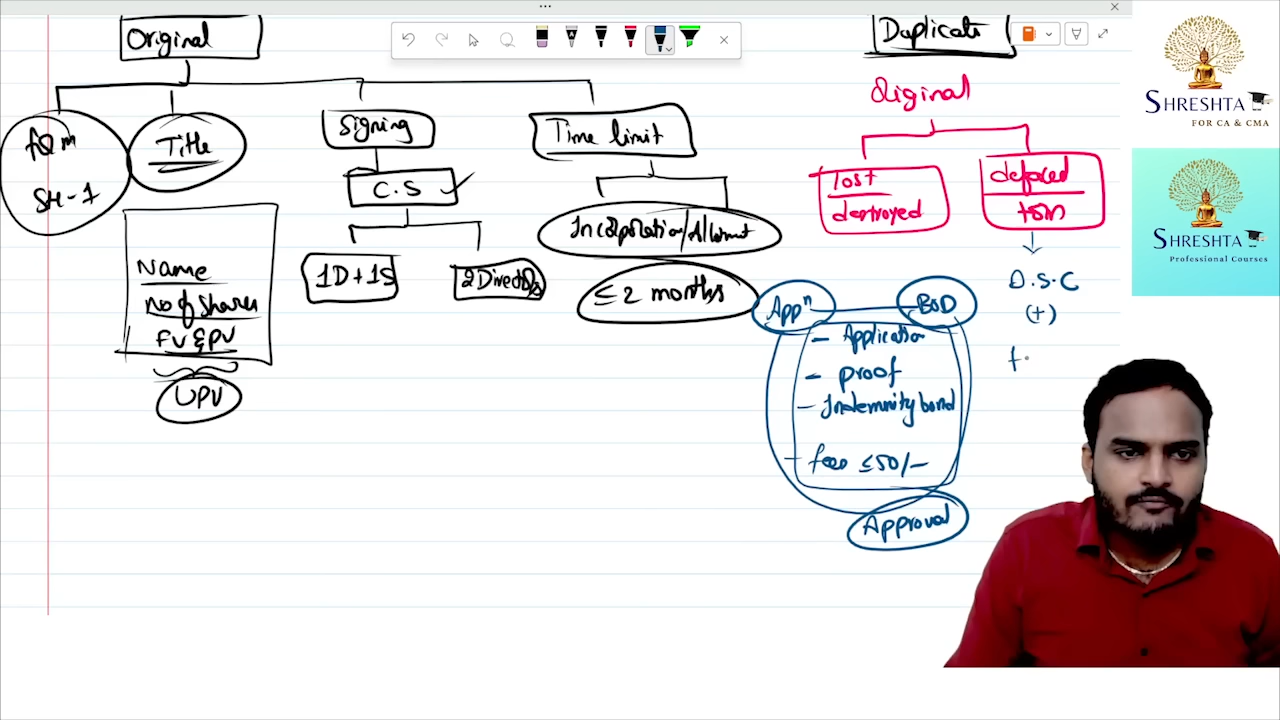 Original
Form
SH-1
Title
Name
No of shares
FV & PV
UPV
Signing
C.S
1D + 1S
2 Directors
Time limit
Incorporation/Allotment
≤ 2 months
Duplicate
Original
lost
destroyed
defaced
torn
D.S.C
(+)
f
Appⁿ
BOD
- Application
- proof
- Indemnity bond
- fees ≤50/-
Approval
SHRESHTA
FOR CA & CMA
SHRESHTA
Professional Courses